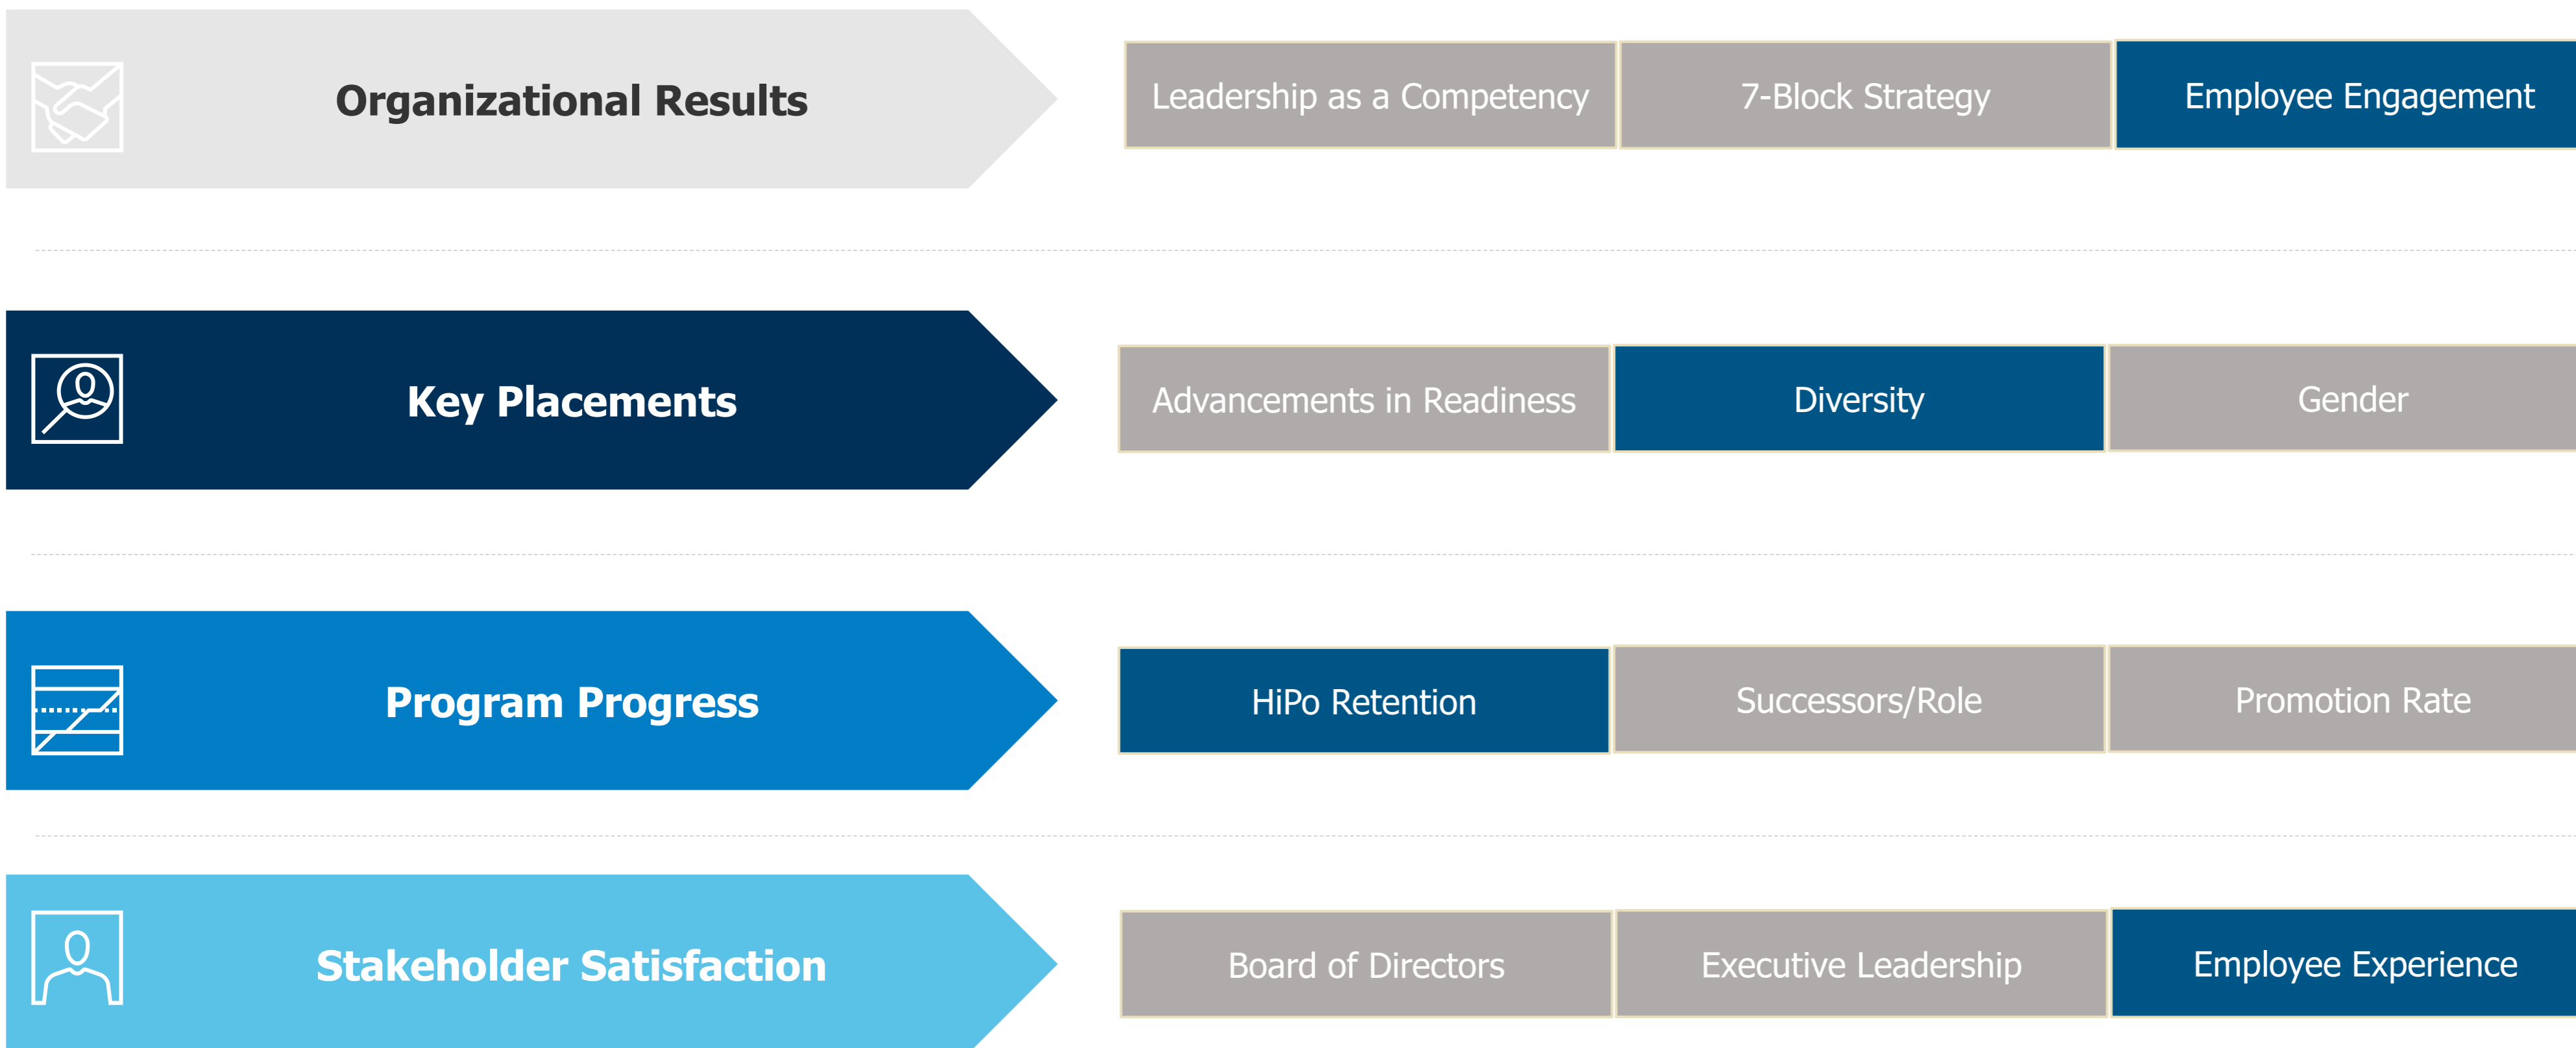 Organizational Results
Leadership as a Competency
7-Block Strategy
Employee Engagement
Key Placements
Advancements in Readiness
Diversity
Gender
Program Progress
HiPo Retention
Successors/Role
Promotion Rate
Stakeholder Satisfaction
Board of Directors
Executive Leadership
Employee Experience